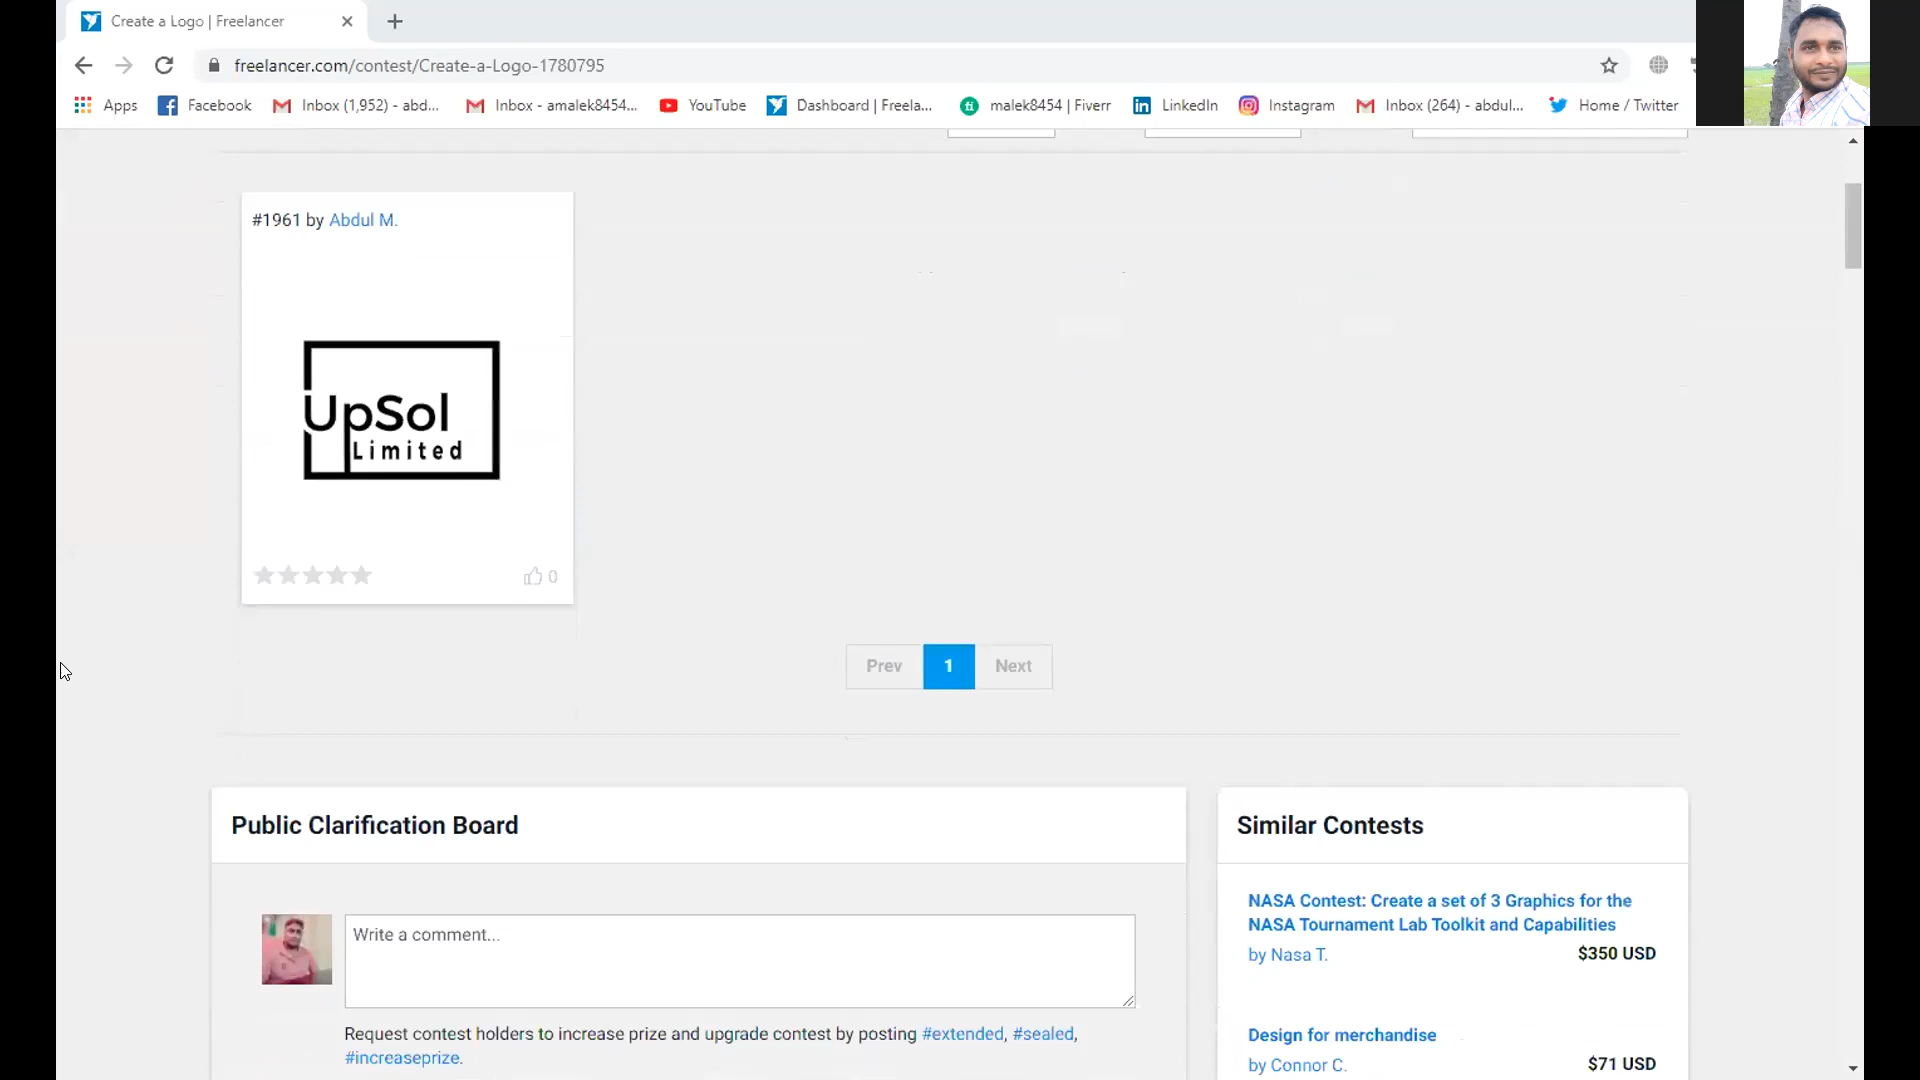 Create a Logo | Freelancer
freelancer.com/contest/Create-a-Logo-1780795
Apps Facebook Inbox (1,952) - abd... Inbox - amalek8454... YouTube Dashboard | Freela... malek8454 | Fiverr LinkedIn Instagram Inbox (264) - abdul... Home / Twitter
#1961 by Abdul M.
UpSol
Limited
0
Prev 1 Next
Public Clarification Board
Similar Contests
Write a comment...
Request contest holders to increase prize and upgrade contest by posting #extended, #sealed,
#increaseprize.
NASA Contest: Create a set of 3 Graphics for the
NASA Tournament Lab Toolkit and Capabilities
by Nasa T. $350 USD
Design for merchandise
by Connor C. $71 USD